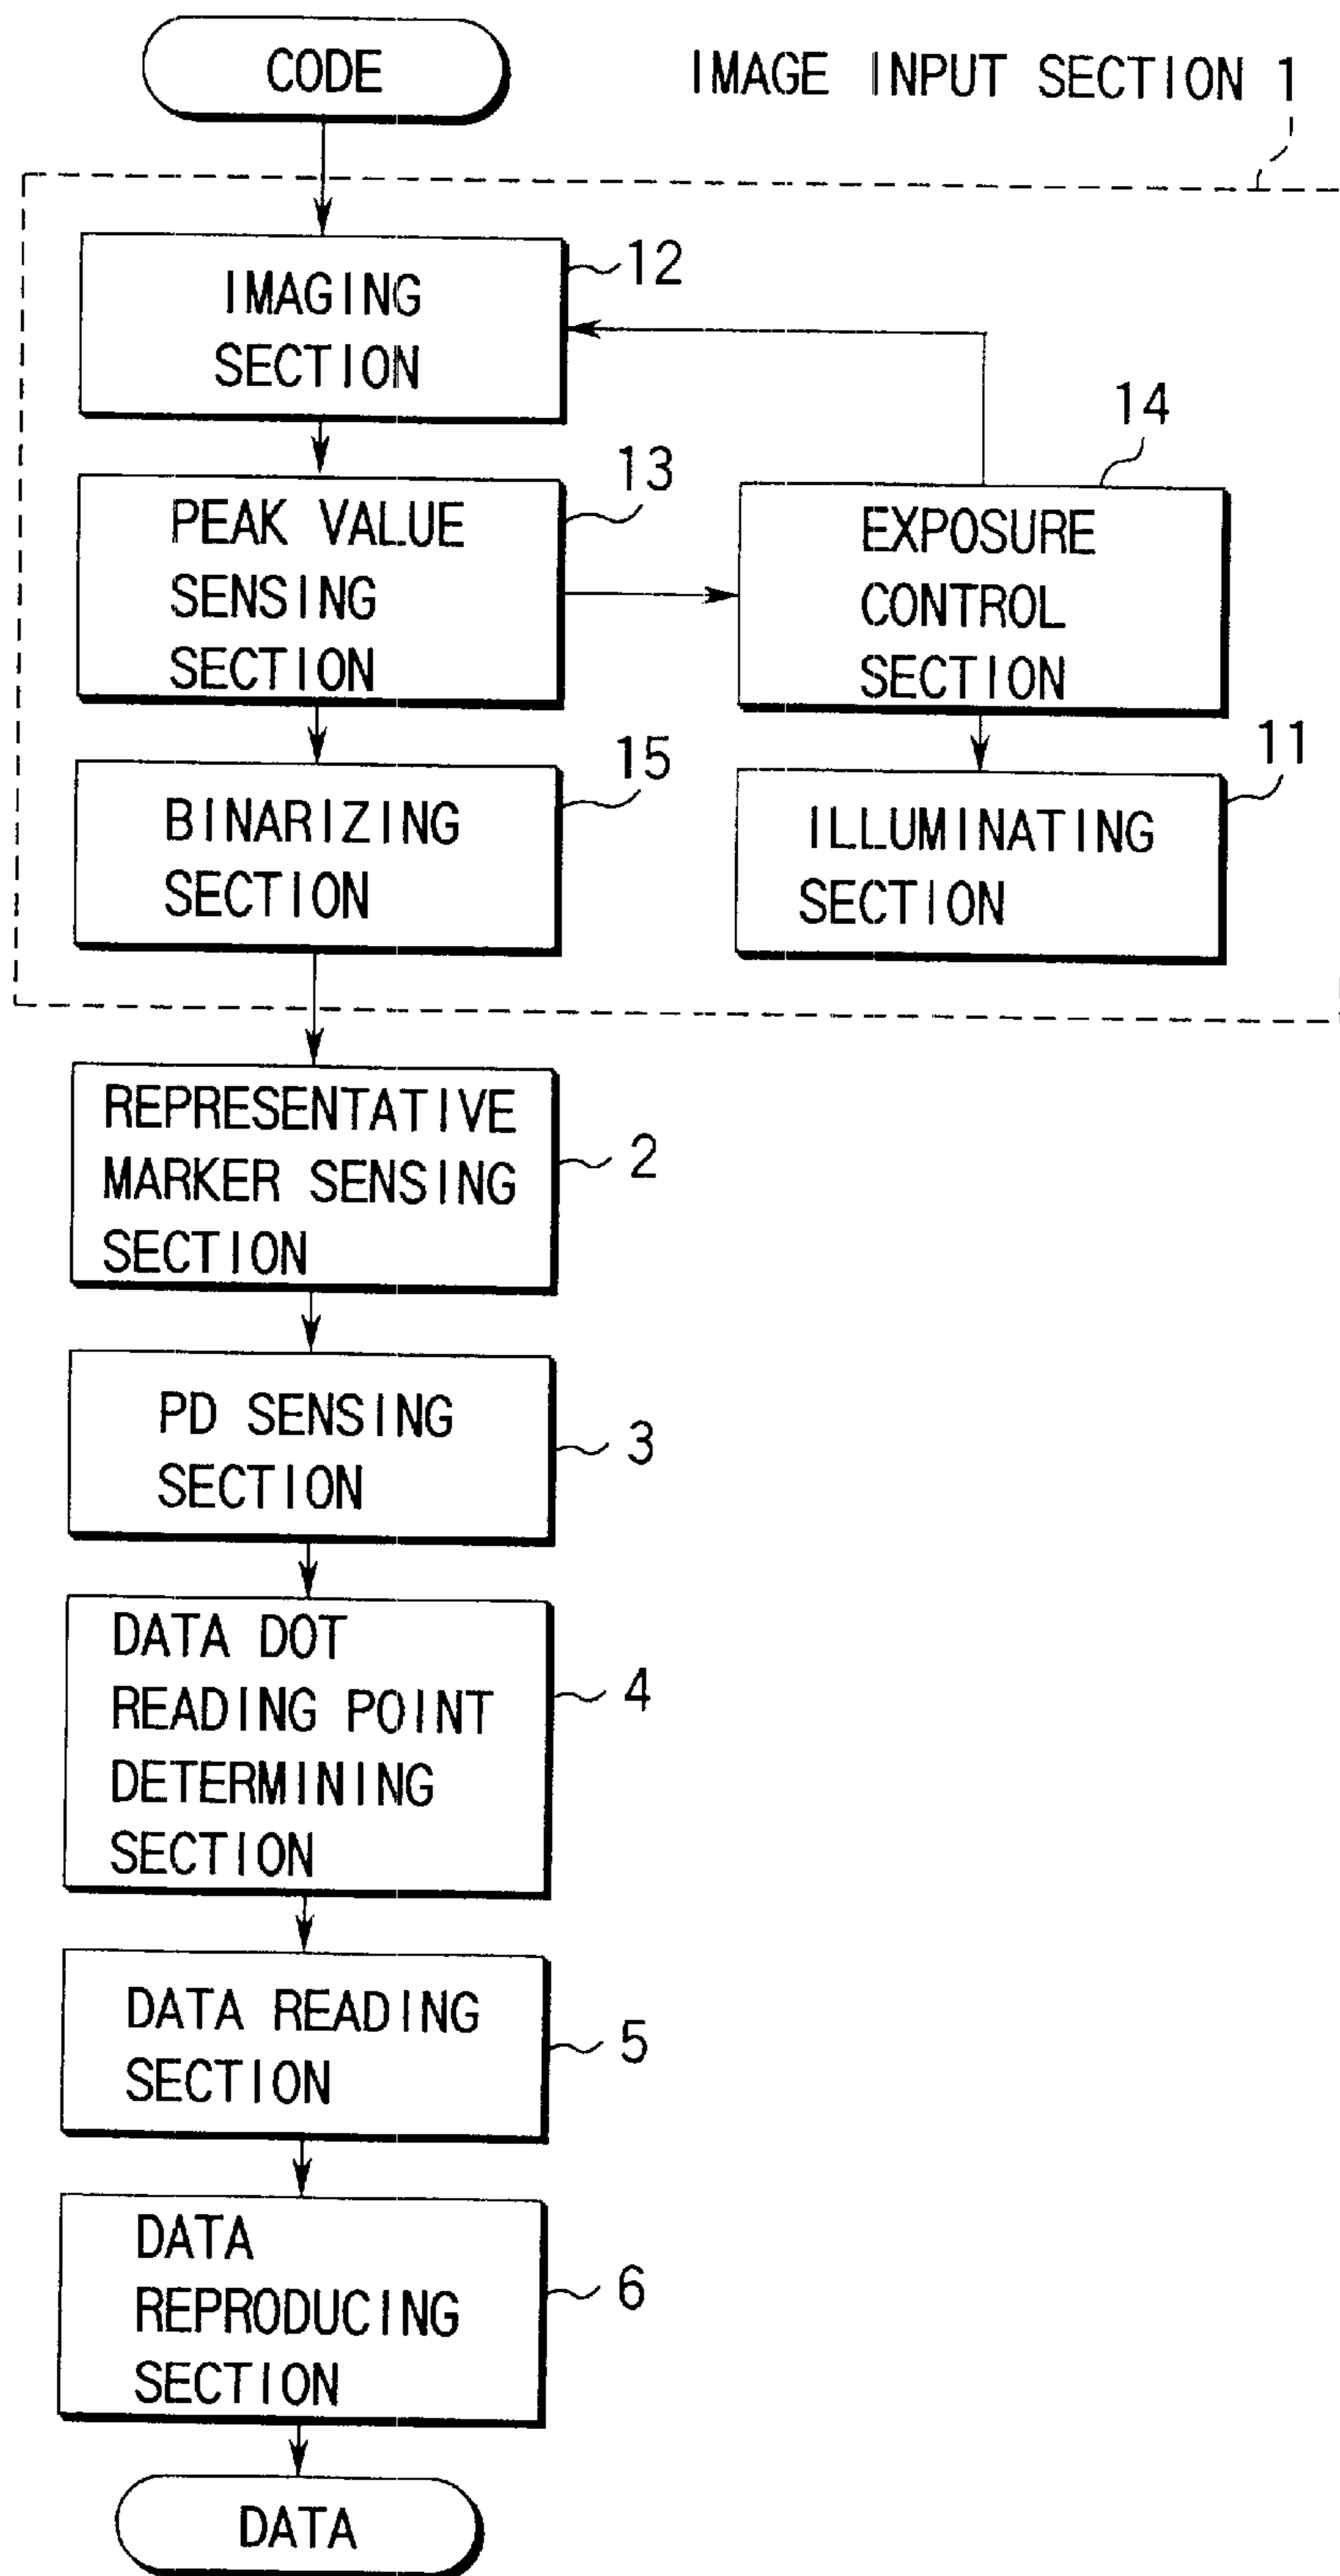 CODE
IMAGE INPUT SECTION 1
IMAGING
SECTION
12
PEAK VALUE
SENSING
SECTION
13
EXPOSURE
CONTROL
SECTION
14
BINARIZING
SECTION
15
ILLUMINATING
SECTION
11
REPRESENTATIVE
MARKER SENSING
SECTION
2
PD SENSING
SECTION
3
DATA DOT
READING POINT
DETERMINING
SECTION
4
DATA READING
SECTION
5
DATA
REPRODUCING
SECTION
6
DATA